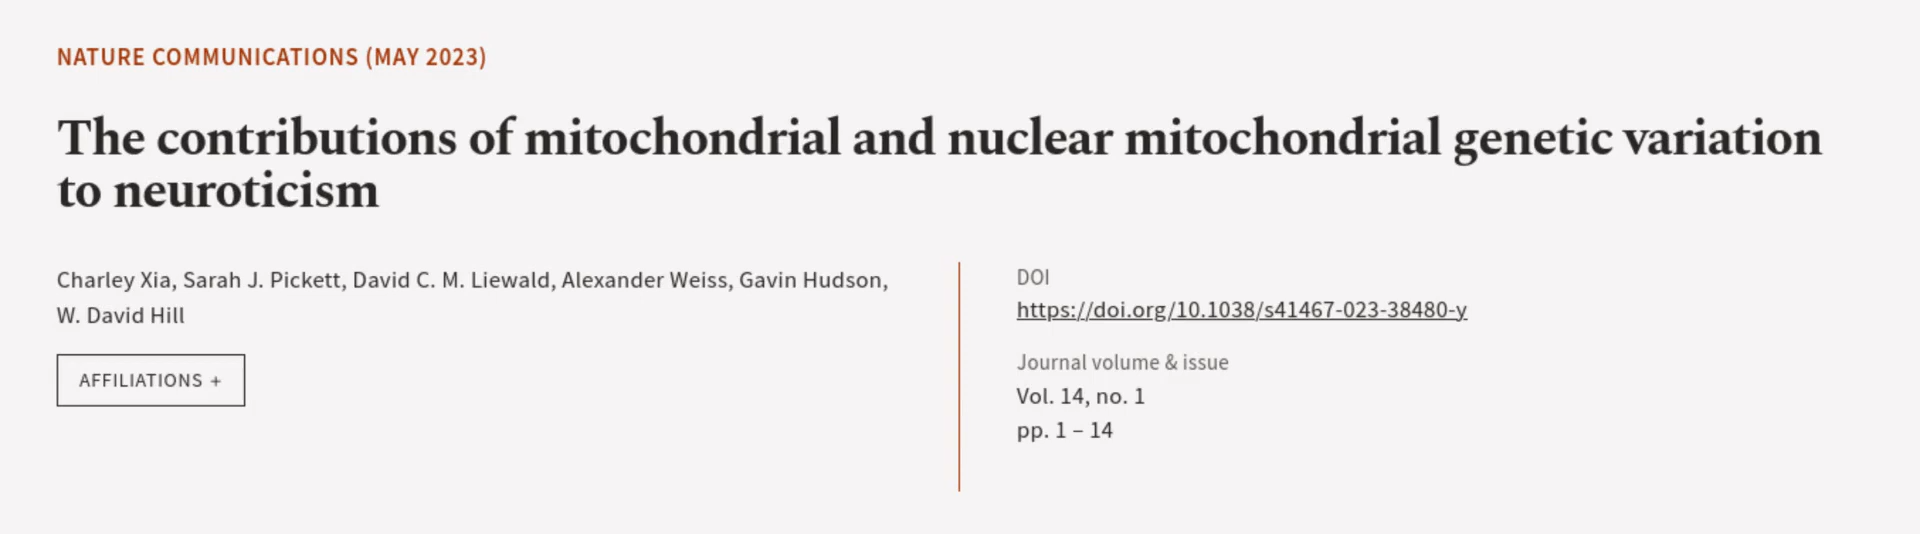 NATURE COMMUNICATIONS (MAY 2023)
The contributions of mitochondrial and nuclear mitochondrial genetic variation
to neuroticism
Charley Xia, Sarah J. Pickett, David C. M. Liewald, Alexander Weiss, Gavin Hudson,
W. David Hill
AFFILIATIONS +
DOI
https://doi.org/10.1038/s41467-023-38480-y
Journal volume & issue
Vol. 14, no. 1
pp. 1 – 14